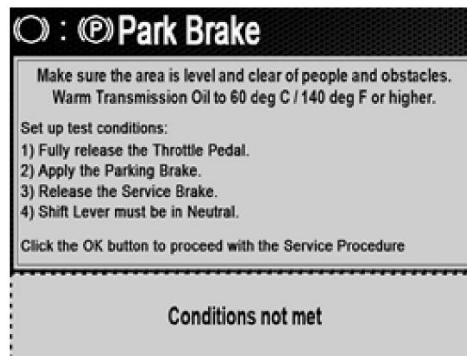 : (P) Park Brake
Make sure the area is level and clear of people and obstacles.
Warm Transmission Oil to 60 deg C / 140 deg F or higher.
Set up test conditions:
1) Fully release the Throttle Pedal.
2) Apply the Parking Brake.
3) Release the Service Brake.
4) Shift Lever must be in Neutral.
Click the OK button to proceed with the Service Procedure
Conditions not met